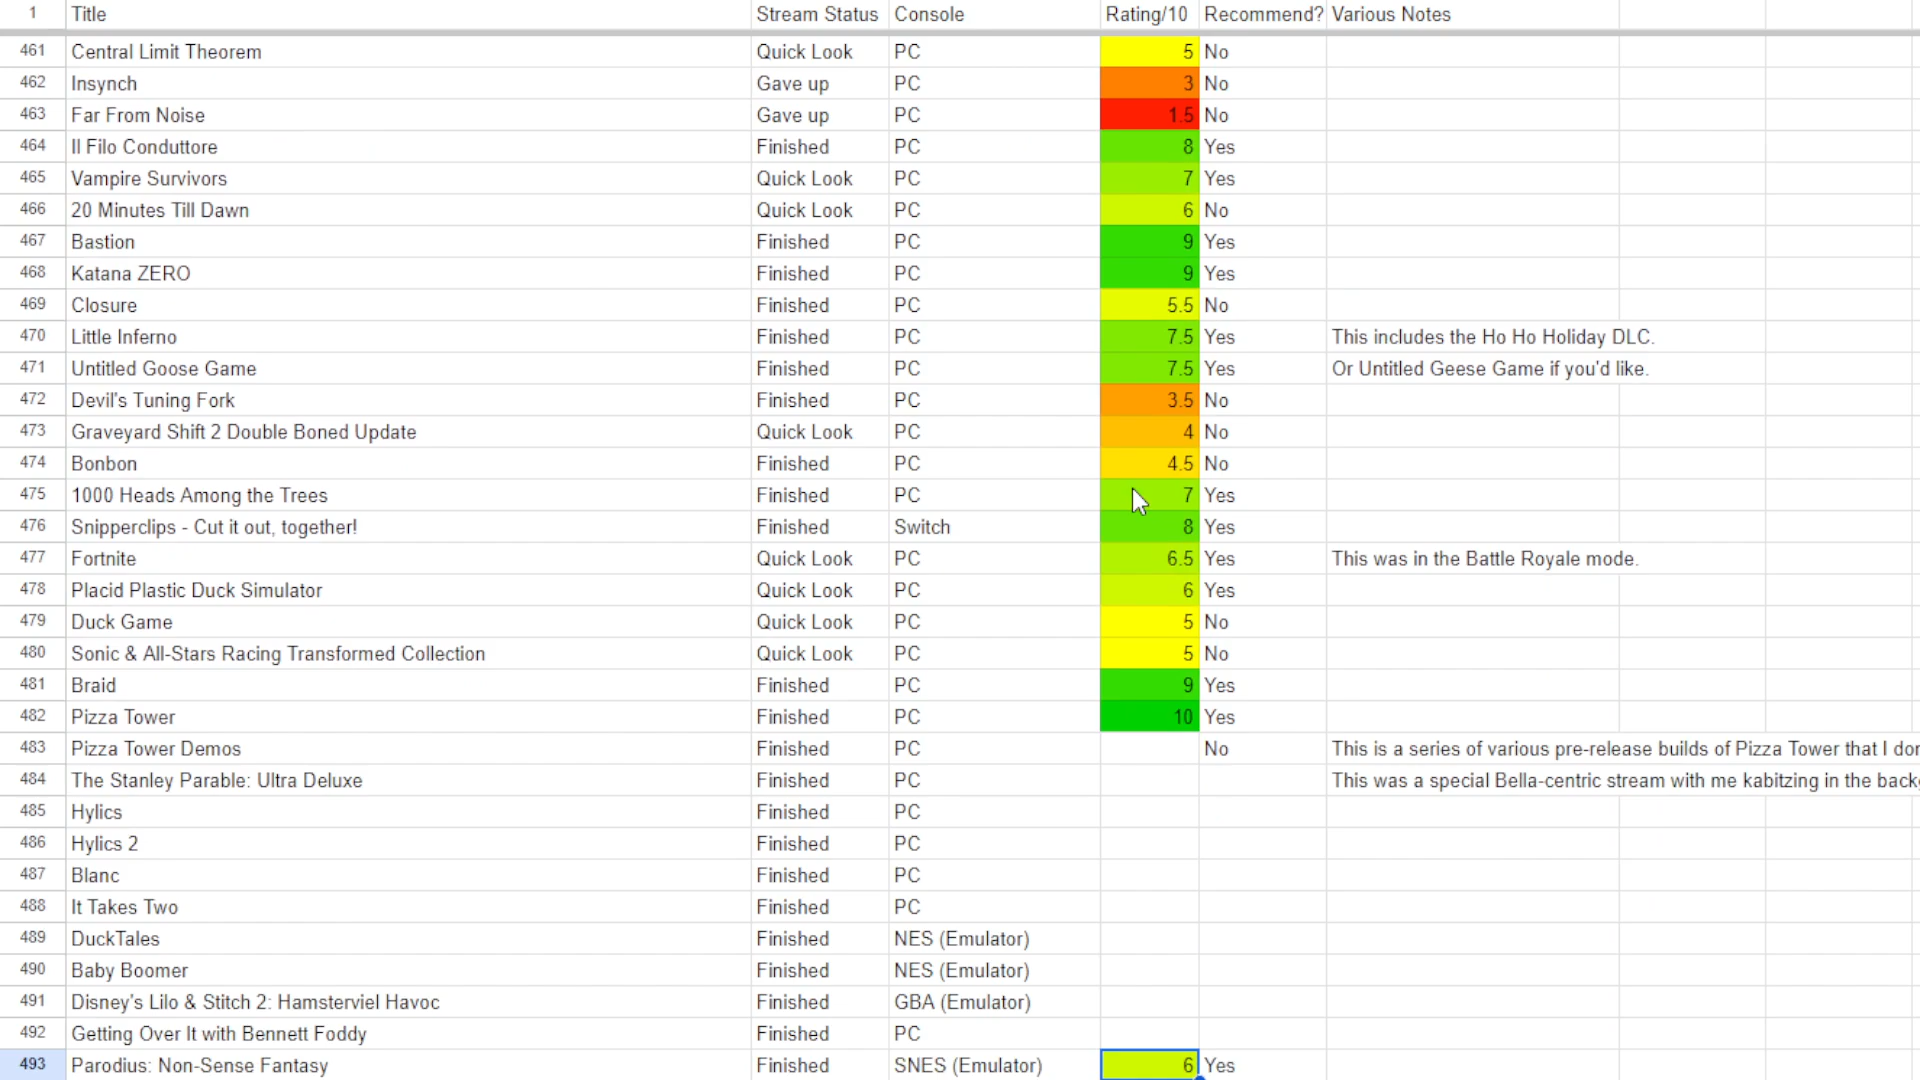 1 Title Stream Status Console Rating/10 Recommend? Various Notes
461 Central Limit Theorem Quick Look PC 5 No
462 Insynch Gave up PC 3 No
463 Far From Noise Gave up PC 1.5 No
464 Il Filo Conduttore Finished PC 8 Yes
465 Vampire Survivors Quick Look PC 7 Yes
466 20 Minutes Till Dawn Quick Look PC 6 No
467 Bastion Finished PC 9 Yes
468 Katana ZERO Finished PC 9 Yes
469 Closure Finished PC 5.5 No
470 Little Inferno Finished PC 7.5 Yes This includes the Ho Ho Holiday DLC.
471 Untitled Goose Game Finished PC 7.5 Yes Or Untitled Geese Game if you'd like.
472 Devil's Tuning Fork Finished PC 3.5 No
473 Graveyard Shift 2 Double Boned Update Quick Look PC 4 No
474 Bonbon Finished PC 4.5 No
475 1000 Heads Among the Trees Finished PC 7 Yes
476 Snipperclips - Cut it out, together! Finished Switch 8 Yes
477 Fortnite Quick Look PC 6.5 Yes This was in the Battle Royale mode.
478 Placid Plastic Duck Simulator Quick Look PC 6 Yes
479 Duck Game Quick Look PC 5 No
480 Sonic & All-Stars Racing Transformed Collection Quick Look PC 5 No
481 Braid Finished PC 9 Yes
482 Pizza Tower Finished PC 10 Yes
483 Pizza Tower Demos Finished PC No This is a series of various pre-release builds of Pizza Tower that I
484 The Stanley Parable: Ultra Deluxe Finished PC This was a special Bella-centric stream with me kabitzing in the
485 Hylics Finished PC
486 Hylics 2 Finished PC
487 Blanc Finished PC
488 It Takes Two Finished PC
489 DuckTales Finished NES (Emulator)
490 Baby Boomer Finished NES (Emulator)
491 Disney's Lilo & Stitch 2: Hamsterviel Havoc Finished GBA (Emulator)
492 Getting Over It with Bennett Foddy Finished PC
493 Parodius: Non-Sense Fantasy Finished SNES (Emulator) 6 Yes